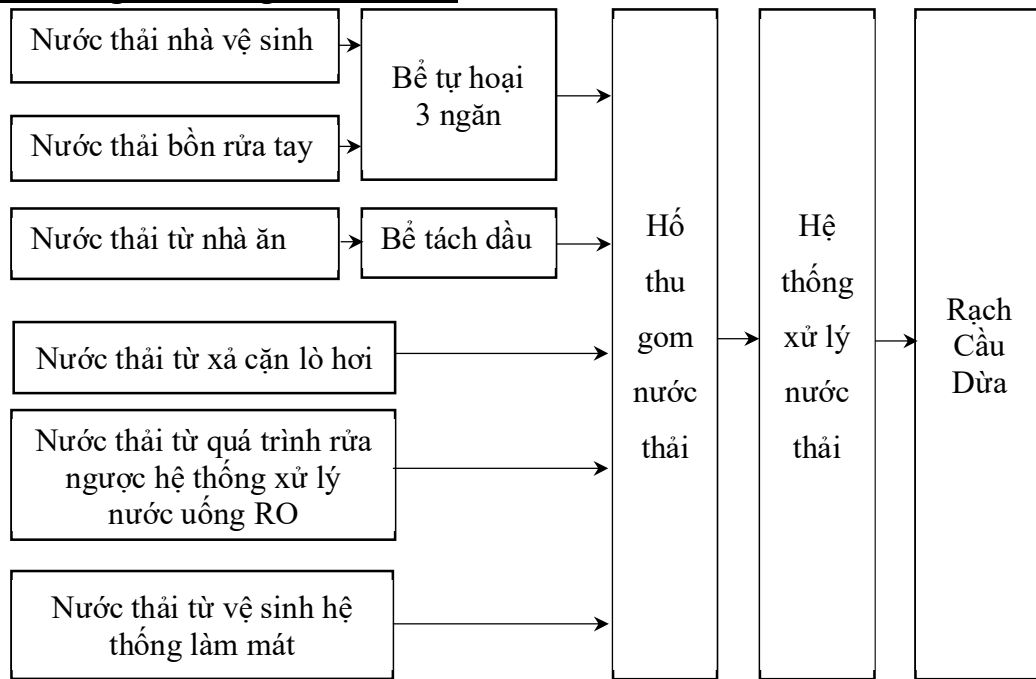 Nước thải nhà vệ sinh
Bể tự hoại
3 ngăn
Nước thải bồn rửa tay
Nước thải từ nhà ăn
Bể tách dầu
Nước thải từ xả cặn lò hơi
Nước thải từ quá trình rửa
ngược hệ thống xử lý
nước uống RO
Nước thải từ vệ sinh hệ
thống làm mát
Hố
thu
gom
nước
thải
Hệ
thống
xử lý
nước
thải
Rạch
Cầu
Dừa